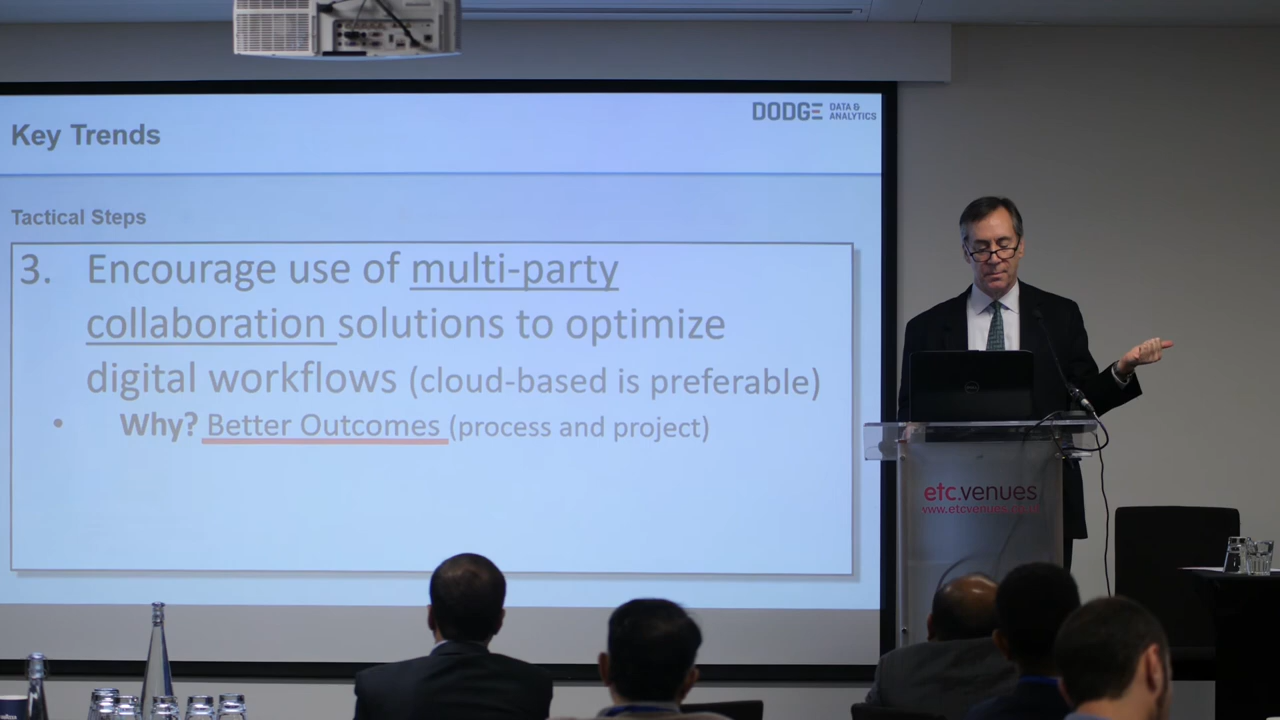 DODGE DATA &
ANALYTICS
Key Trends
Tactical Steps
3. Encourage use of multi-party
collaboration solutions to optimize
digital workflows (cloud-based is preferable)
• Why? Better Outcomes (process and project)
DELL
etc.venues
www.etcvenues.co.uk